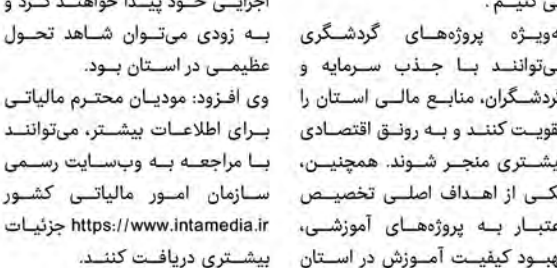 می کنیم.
به‌ویژه پروژه‌های گردشگری
می‌توانند با جذب سرمایه و
گردشگران، منابع مالی استان را
تقویت کنند و به رونق اقتصادی
بیشتری منجر شوند. همچنین،
یکی از اهداف اصلی تخصیص
اعتبار به پروژه‌های آموزشی،
بهبود کیفیت آموزش در استان
اجرایی خود پیدا خواهند کرد و
به زودی می‌توان شاهد تحول
عظیمی در استان بود.
وی افزود: مودیان محترم مالیاتی
برای اطلاعات بیشتر، می‌توانند
با مراجعه به وب‌سایت رسمی
سازمان امور مالیاتی کشور
https://www.intamedia.ir جزئیات
بیشتری دریافت کنند.